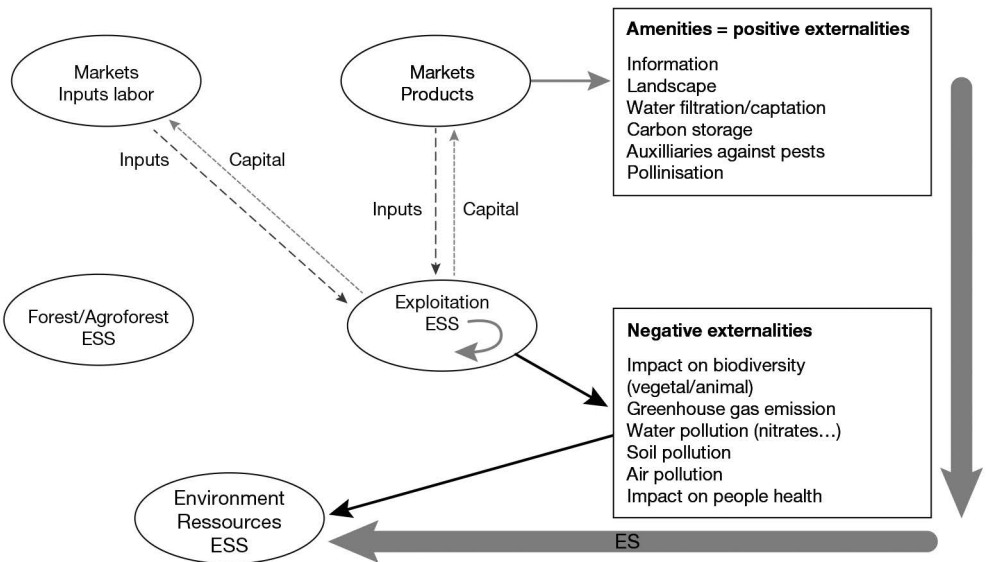 Markets
Inputs labor
Markets
Products
Amenities = positive externalities
Information
Landscape
Water filtration/captation
Carbon storage
Auxilliaries against pests
Pollinisation
Inputs
Capital
Inputs
Capital
Forest/Agroforest
ESS
Exploitation
ESS
Negative externalities
Impact on biodiversity
(vegetal/animal)
Greenhouse gas emission
Water pollution (nitrates...)
Soil pollution
Air pollution
Impact on people health
Environment
Ressources
ESS
ES